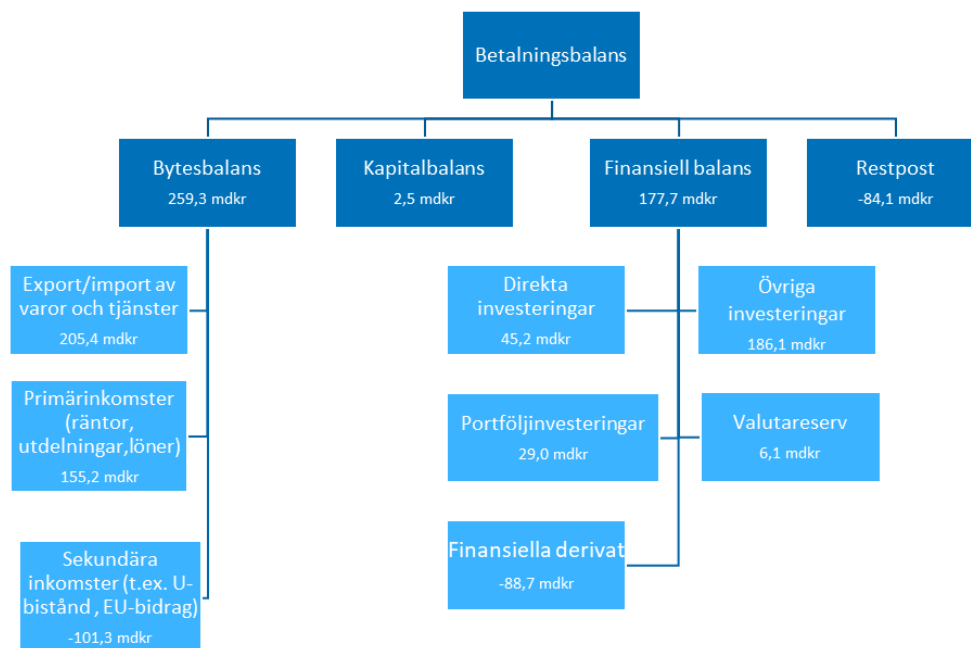 Betalningsbalans
Bytesbalans
259,3 mdkr
Kapitalbalans
2,5 mdkr
Finansiell balans
177,7 mdkr
Restpost
-84,1 mdkr
Export/import av
varor och tjänster
205,4 mdkr
Primärinkomster
(räntor,
utdelningar,löner)
155,2 mdkr
Sekundära
inkomster (t.ex. U-
bistånd , EU-bidrag)
-101,3 mdkr
Direkta
investeringar
45,2 mdkr
Övriga
investeringar
186,1 mdkr
Portföljinvesteringar
29,0 mdkr
Valutareserv
6,1 mdkr
Finansiella derivat
-88,7 mdkr